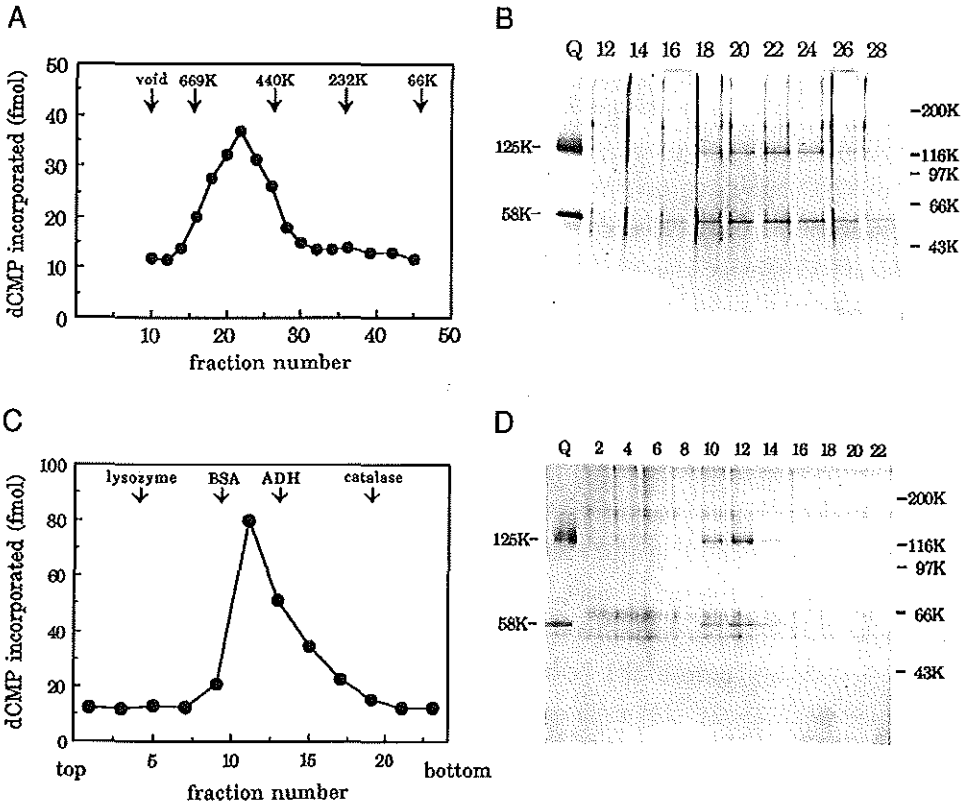 A
dCMP incorporated (fmol)
50
40
30
20
10
0
void 669K 440K 232K 66K
10 20 30 40 50
fraction number
B
Q 12 14 16 18 20 22 24 26 28
125K-
58K-
-200K
-116K
-97K
-66K
-43K
C
dCMP incorporated (fmol)
100
80
60
40
20
0
lysozyme BSA ADH catalase
top 5 10 15 20 bottom
fraction number
D
Q 2 4 6 8 10 12 14 16 18 20 22
125K-
58K-
-200K
-116K
-97K
-66K
-43K